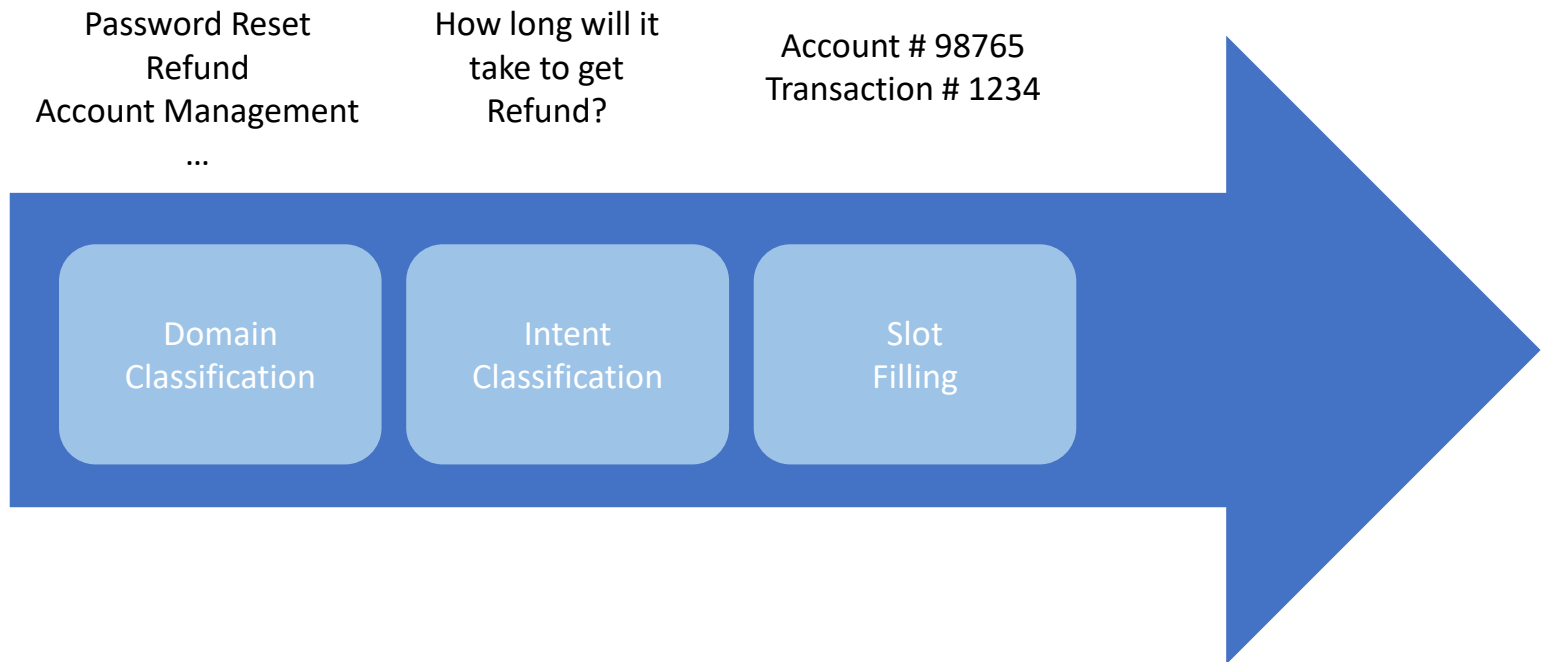 Password Reset
Refund
Account Management
...
How long will it
take to get
Refund?
Account # 98765
Transaction # 1234
Domain
Classification
Intent
Classification
Slot
Filling